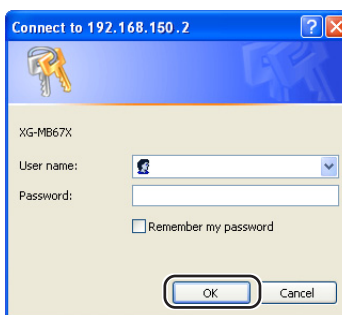 Connect to 192.168.150.2
XG-MB67X
User name:
Password:
Remember my password
OK
Cancel